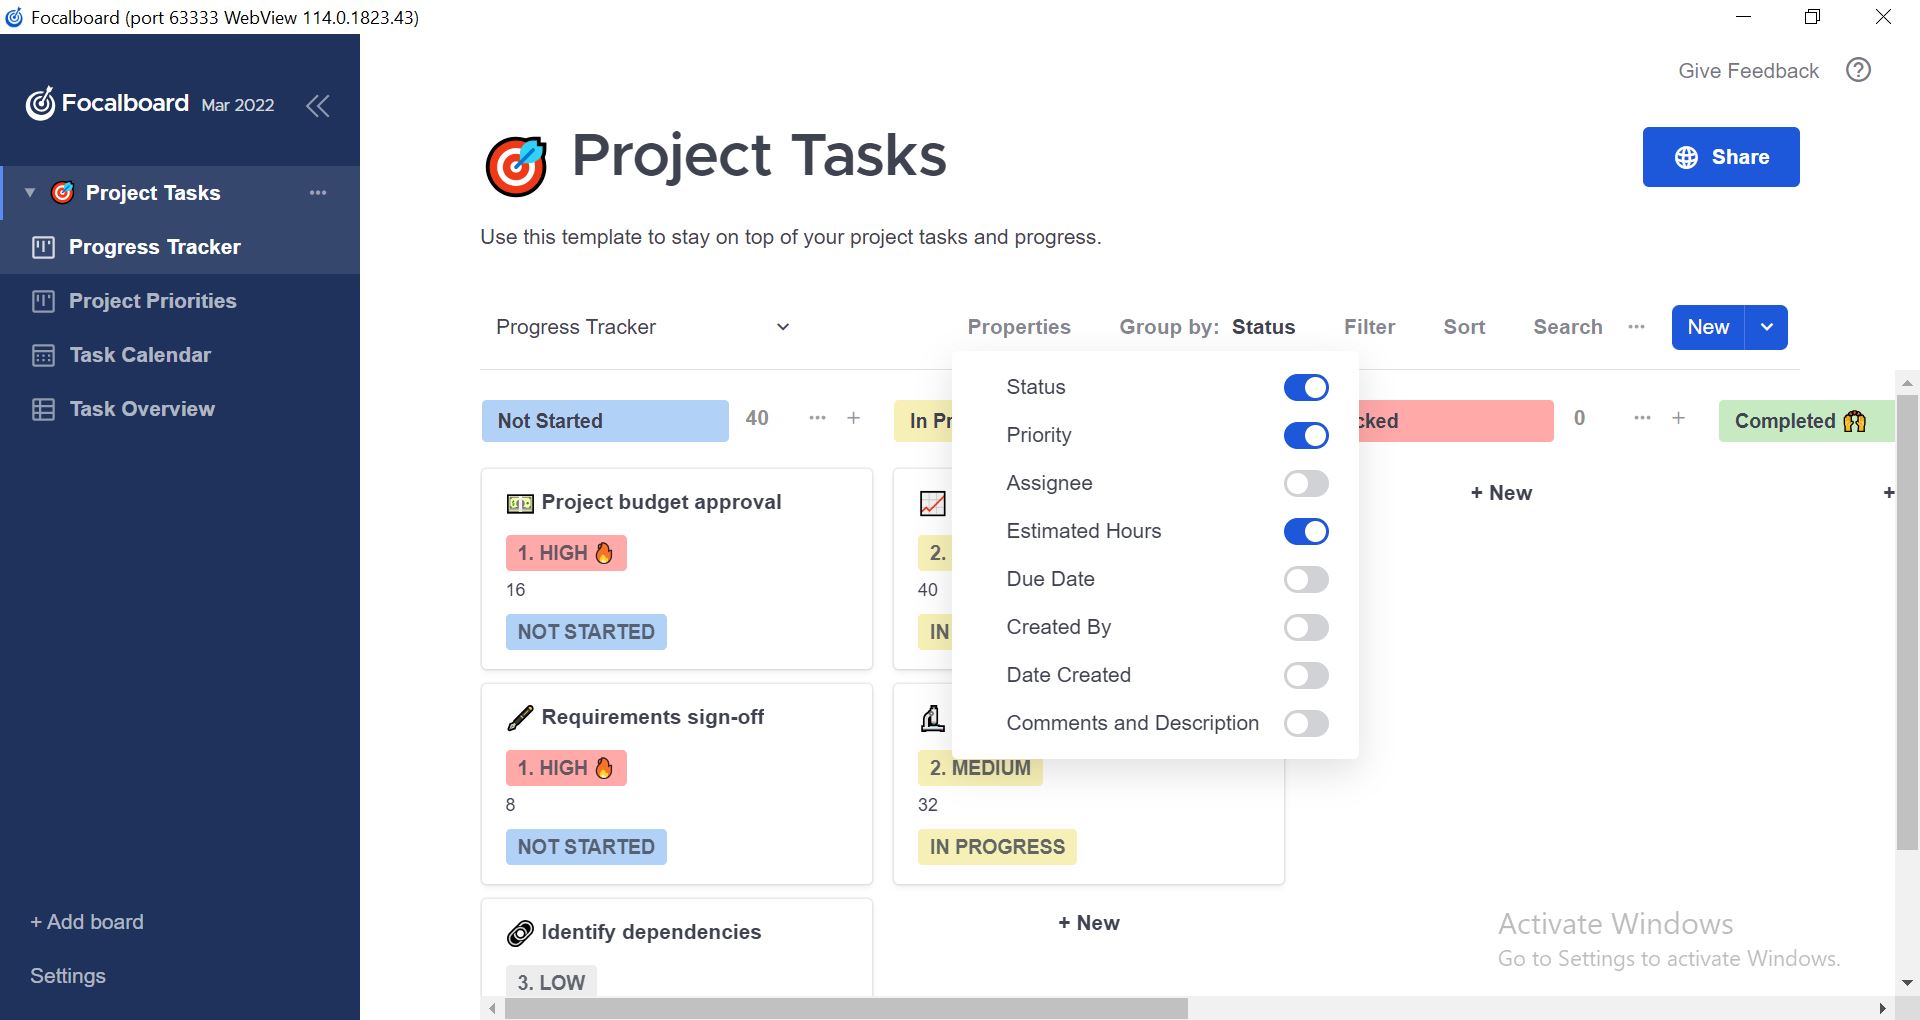 Focalboard (port 63333 WebView 114.0.1823.43)
Give Feedback
Focalboard Mar 2022
Project Tasks
Progress Tracker
Project Priorities
Task Calendar
Task Overview
+ Add board
Settings
Project Tasks
Share
Use this template to stay on top of your project tasks and progress.
Progress Tracker
Properties Group by: Status Filter Sort Search New
Status
Priority
Assignee
Estimated Hours
Due Date
Created By
Date Created
Comments and Description
Not Started 40
In Pr
cked 0
Completed
Project budget approval
1. HIGH
16
NOT STARTED
Requirements sign-off
1. HIGH
8
NOT STARTED
Identify dependencies
3. LOW
2.
40
IN
2. MEDIUM
32
IN PROGRESS
+ New
+ New
+
Activate Windows
Go to Settings to activate Windows.